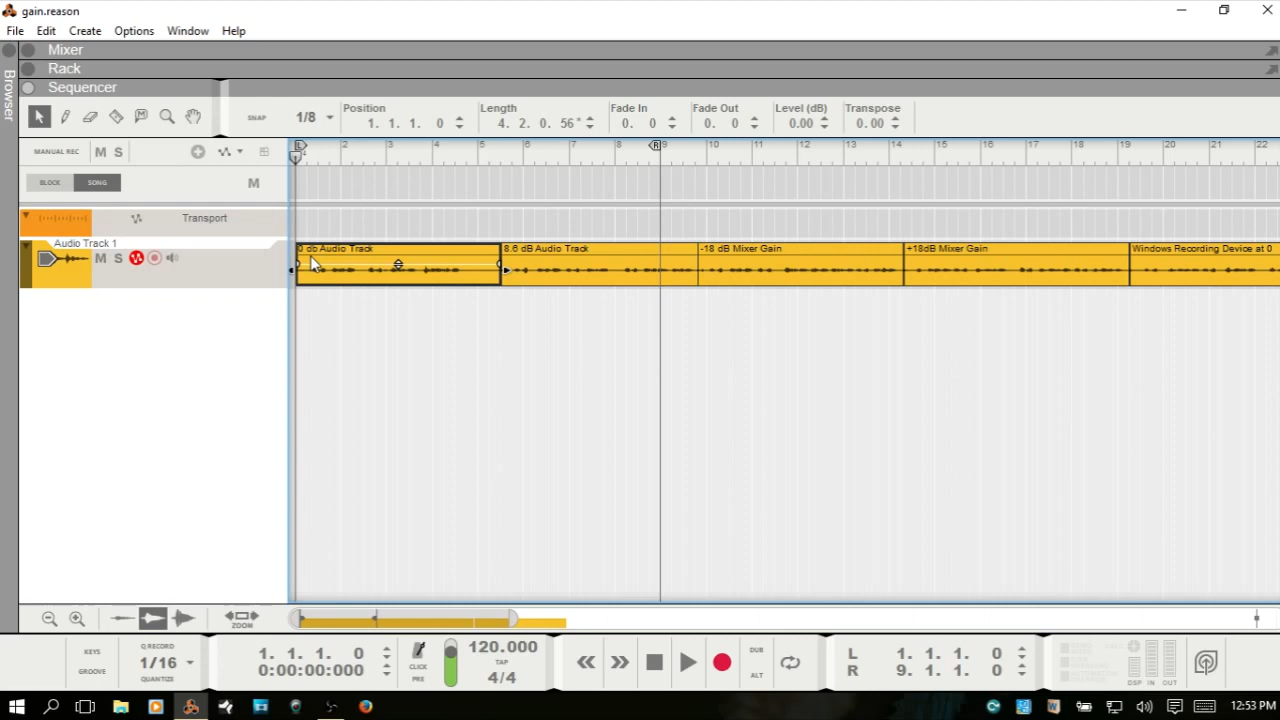 gain.reason
File Edit Create Options Window Help
Mixer
Rack
Sequencer
Browser
SNAP 1/8
Position
1. 1. 1. 0
Length
4. 2. 0. 56*
Fade In
0. 0
Fade Out
0. 0
Level (dB)
0.00
Transpose
0.00
MANUAL REC M S
L 2 3 4 5 6 7 8 R 9 10 11 12 13 14 15 16 17 18 19 20 21 22
BLOCK SONG M
Transport
Audio Track 1
M S
0 db Audio Track
8.6 dB Audio Track
-18 dB Mixer Gain
+18dB Mixer Gain
Windows Recording Device at 0
ZOOM
KEYS
GROOVE
Q RECORD
1/16
QUANTIZE
1. 1. 1. 0
0:00:00:000
CLICK
PRE
120.000
TAP
4/4
DUB
ALT
L 1. 1. 1. 0
R 9. 1. 1. 0
DSP IN OUT
12:53 PM